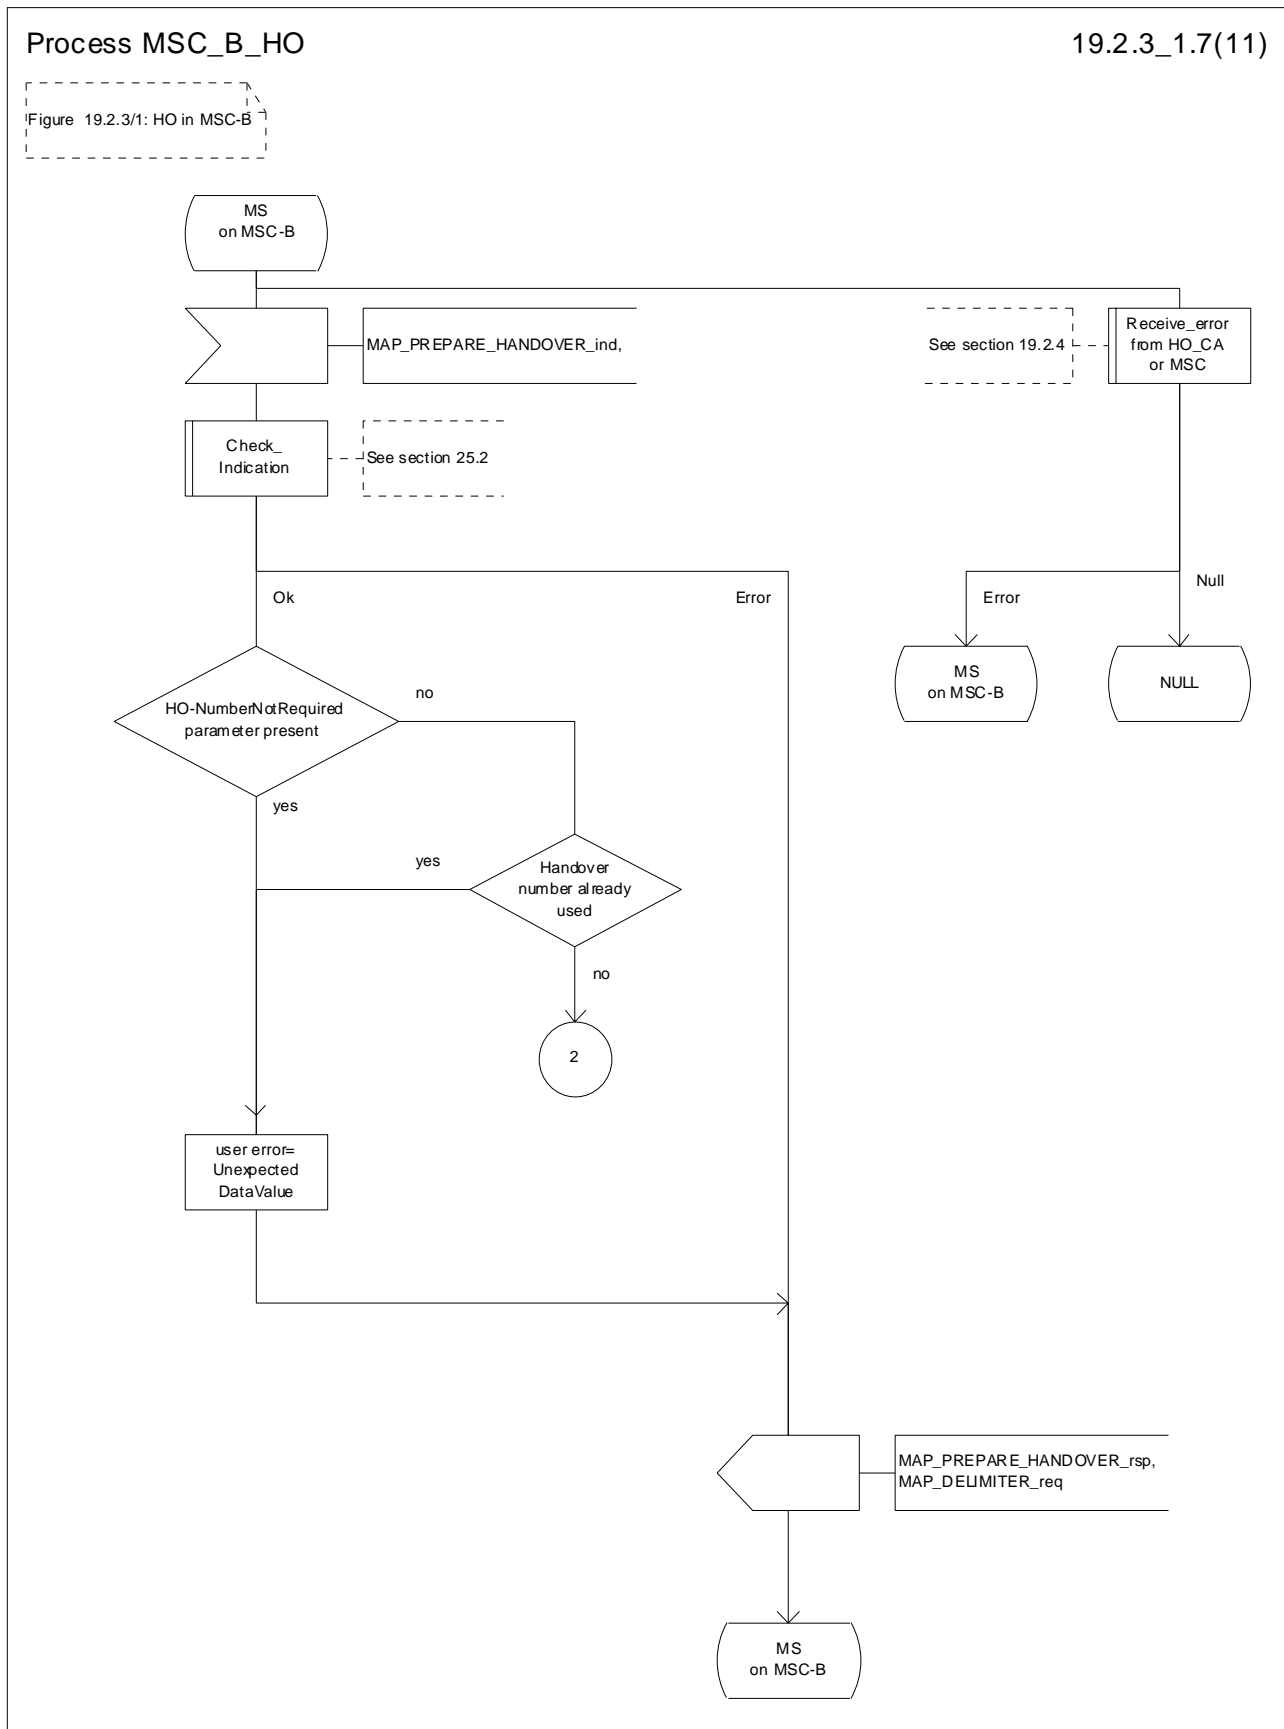 Process MSC_B_HO
19.2.3_1.7(11)
Figure 19.2.3/1: HO in MSC-B
MS
on MSC-B
MAP_PREPARE_HANDOVER_ind,
See section 19.2.4
Receive_error
from HO_CA
or MSC
Check_
Indication
See section 25.2
Ok
Error
Error
Null
MS
on MSC-B
NULL
HO-NumberNotRequired
parameter present
no
yes
yes
Handover
number already
used
no
2
user error=
Unexpected
DataValue
MAP_PREPARE_HANDOVER_rsp,
MAP_DELIMITER_req
MS
on MSC-B